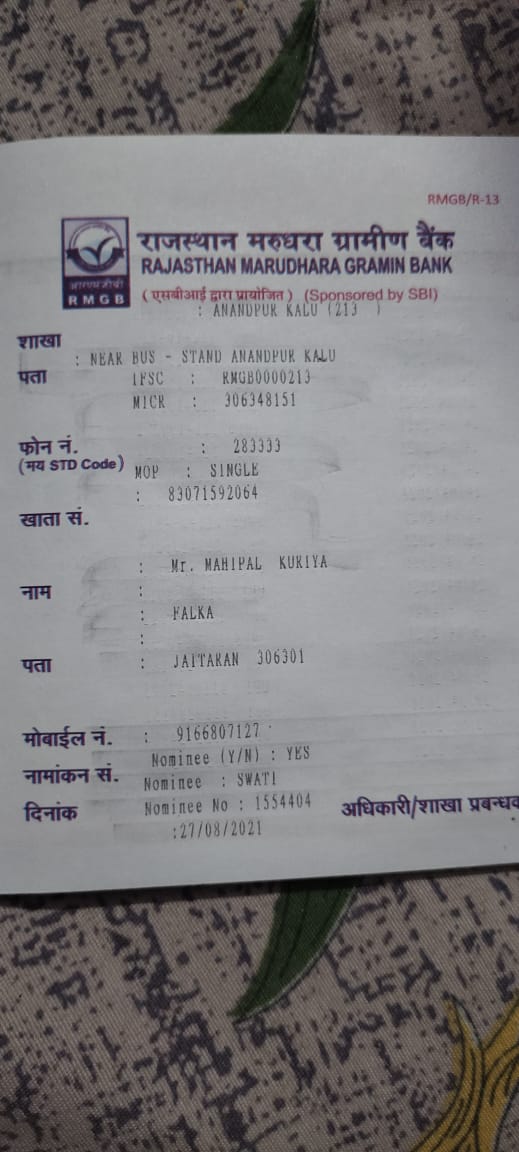 RMGB/R-13
राजस्थान मरुधरा ग्रामीण बैंक
RAJASTHAN MARUDHARA GRAMIN BANK
आरएमजीबी
RMGB
(एसबीआई द्वारा प्रायोजित) (Sponsored by SBI)
: ANANDPUR KALU (213 )
शाखा
: NEAR BUS - STAND ANANDPUR KALU
पता
IFSC : RMGB0000213
MICR : 306348151
फोन नं. : 283333
(मय STD Code) MOP : SINGLE
: 83071592064
खाता सं.
: Mr. MAHIPAL KURIYA
नाम :
: FALKA
:
पता : JAITARAN 306301
मोबाईल नं. : 9166807127
Nominee (Y/N) : YES
नामांकन सं. Nominee : SWATI
दिनांक Nominee No : 1554404 अधिकारी/शाखा प्रबन्धक
:27/08/2021